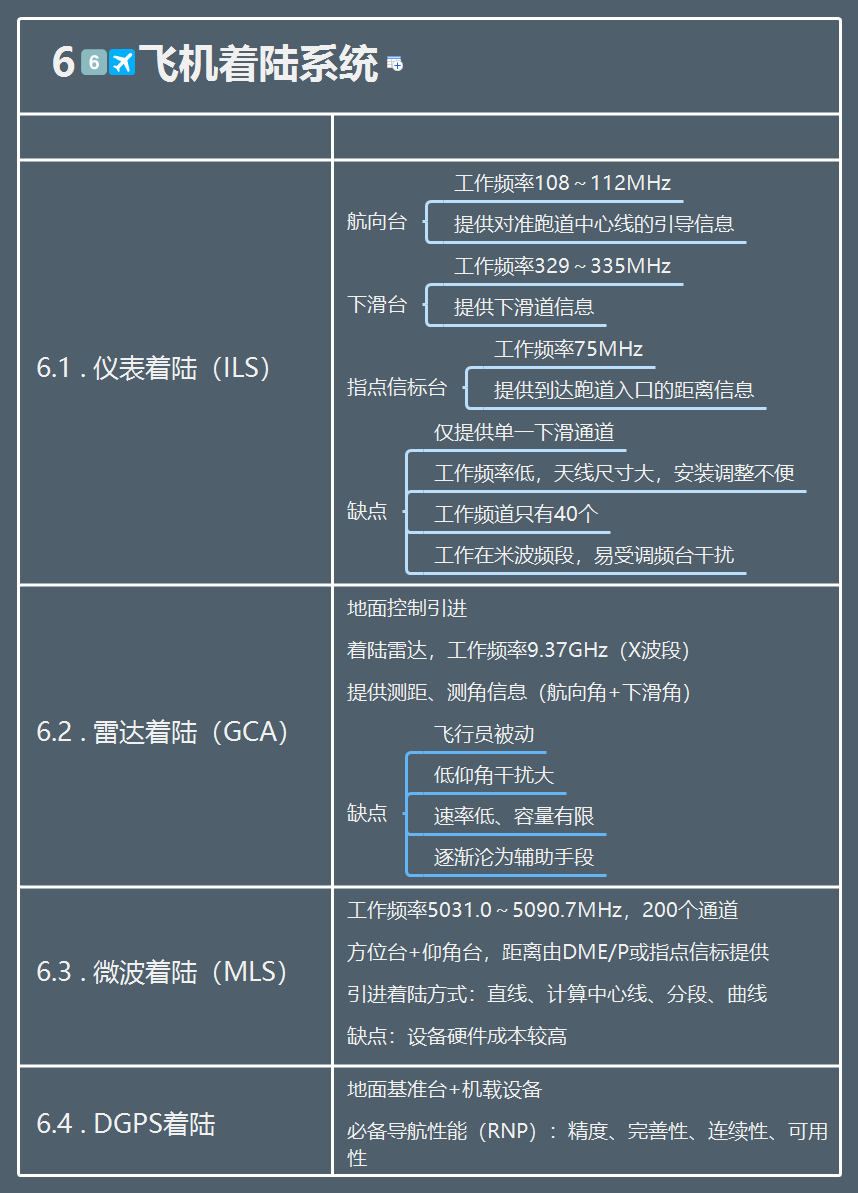 6 6 ✈ 飞机着陆系统
6.1 . 仪表着陆（ILS）
航向台
工作频率108～112MHz
提供对准跑道中心线的引导信息
下滑台
工作频率329～335MHz
提供下滑道信息
指点信标台
工作频率75MHz
提供到达跑道入口的距离信息
缺点
仅提供单一下滑通道
工作频率低，天线尺寸大，安装调整不便
工作频道只有40个
工作在米波频段，易受调频台干扰
6.2 . 雷达着陆（GCA）
地面控制引进
着陆雷达，工作频率9.37GHz（X波段）
提供测距、测角信息（航向角+下滑角）
缺点
飞行员被动
低仰角干扰大
速率低、容量有限
逐渐沦为辅助手段
6.3 . 微波着陆（MLS）
工作频率5031.0～5090.7MHz，200个通道
方位台+仰角台，距离由DME/P或指点信标提供
引进着陆方式：直线、计算中心线、分段、曲线
缺点：设备硬件成本较高
6.4 . DGPS着陆
地面基准台+机载设备
必备导航性能（RNP）：精度、完善性、连续性、可用
性